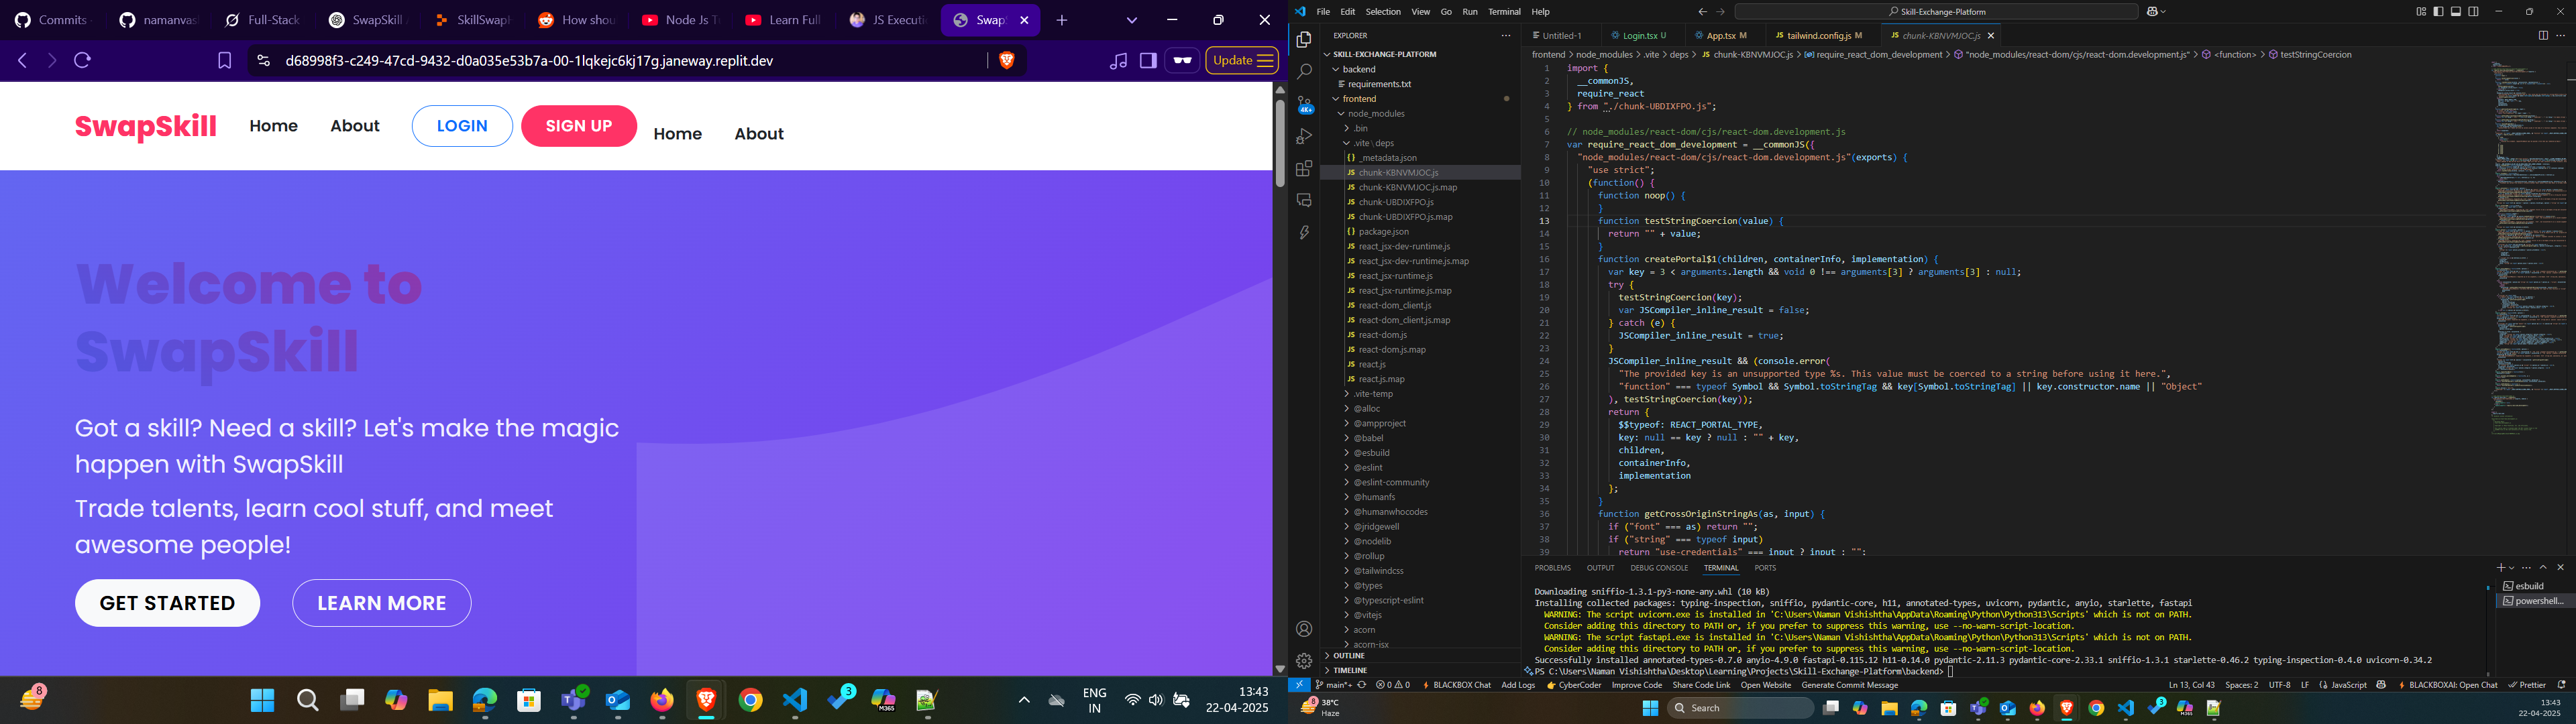 Commits
namanvas
Full-Stack
SwapSkill
SkillSwap
How shou
Node Js T
Learn Full
JS Executi
Swap
d68998f3-c249-47cd-9432-d0a035e53b7a-00-1lqkejc6kj17g.janeway.replit.dev
Update
SwapSkill
Home
About
LOGIN
SIGN UP
Home
About
Welcome to
SwapSkill
Got a skill? Need a skill? Let's make the magic
happen with SwapSkill
Trade talents, learn cool stuff, and meet
awesome people!
GET STARTED
LEARN MORE
8
3
ENG
IN
13:43
22-04-2025
File Edit Selection View Go Run Terminal Help
Skill-Exchange-Platform
EXPLORER
SKILL-EXCHANGE-PLATFORM
backend
requirements.txt
frontend
node_modules
.bin
.vite \ deps
_metadata.json
chunk-KBNVMJOC.js
chunk-KBNVMJOC.js.map
chunk-UBDIXFPO.js
chunk-UBDIXFPO.js.map
package.json
react_jsx-dev-runtime.js
react_jsx-dev-runtime.js.map
react_jsx-runtime.js
react_jsx-runtime.js.map
react-dom_client.js
react-dom_client.js.map
react-dom.js
react-dom.js.map
react.js
react.js.map
.vite-temp
@alloc
@ampproject
@babel
@esbuild
@eslint
@eslint-community
@humanfs
@humanwhocodes
@jridgewell
@nodelib
@rollup
@tailwindcss
@types
@typescript-eslint
@vitejs
acorn
acorn-jsx
OUTLINE
TIMELINE
4K+
Untitled-1
Login.tsx U
App.tsx M
tailwind.config.js M
chunk-KBNVMJOC.js
frontend > node_modules > .vite > deps > chunk-KBNVMJOC.js > require_react_dom_development > "node_modules/react-dom/cjs/react-dom.development.js" > <function> > testStringCoercion
1 import {
2 __commonJS,
3 require_react
4 } from "./chunk-UBDIXFPO.js";
5
6 // node_modules/react-dom/cjs/react-dom.development.js
7 var require_react_dom_development = __commonJS({
8 "node_modules/react-dom/cjs/react-dom.development.js"(exports) {
9 "use strict";
10 (function() {
11 function noop() {
12 }
13 function testStringCoercion(value) {
14 return "" + value;
15 }
16 function createPortal$1(children, containerInfo, implementation) {
17 var key = 3 < arguments.length && void 0 !== arguments[3] ? arguments[3] : null;
18 try {
19 testStringCoercion(key);
20 var JSCompiler_inline_result = false;
21 } catch (e) {
22 JSCompiler_inline_result = true;
23 }
24 JSCompiler_inline_result && (console.error(
25 "The provided key is an unsupported type %s. This value must be coerced to a string before using it here.",
26 "function" === typeof Symbol && Symbol.toStringTag && key[Symbol.toStringTag] || key.constructor.name || "Object"
27 ), testStringCoercion(key));
28 return {
29 $$typeof: REACT_PORTAL_TYPE,
30 key: null == key ? null : "" + key,
31 children,
32 containerInfo,
33 implementation
34 };
35 }
36 function getCrossOriginStringAs(as, input) {
37 if ("font" === as) return "";
38 if ("string" === typeof input)
39 return "use-credentials" === input ? input : "";
PROBLEMS OUTPUT DEBUG CONSOLE TERMINAL PORTS
esbuild
powershell...
Downloading sniffio-1.3.1-py3-none-any.whl (10 kB)
Installing collected packages: typing-inspection, sniffio, pydantic-core, h11, annotated-types, uvicorn, pydantic, anyio, starlette, fastapi
WARNING: The script uvicorn.exe is installed in 'C:\Users\Naman Vishishtha\AppData\Roaming\Python\Python313\Scripts' which is not on PATH.
Consider adding this directory to PATH or, if you prefer to suppress this warning, use --no-warn-script-location.
WARNING: The script fastapi.exe is installed in 'C:\Users\Naman Vishishtha\AppData\Roaming\Python\Python313\Scripts' which is not on PATH.
Consider adding this directory to PATH or, if you prefer to suppress this warning, use --no-warn-script-location.
Successfully installed annotated-types-0.7.0 anyio-4.9.0 fastapi-0.115.12 h11-0.14.0 pydantic-2.11.3 pydantic-core-2.33.1 sniffio-1.3.1 starlette-0.46.2 typing-inspection-0.4.0 uvicorn-0.34.2
PS C:\Users\Naman Vishishtha\Desktop\Learning\Projects\Skill-Exchange-Platform\backend>
main*+ 0 0 BLACKBOX Chat Add Logs CyberCoder Improve Code Share Code Link Open Website Generate Commit Message
Ln 13, Col 43 Spaces: 2 UTF-8 LF JavaScript BLACKBOXAI: Open Chat Prettier
8
38°C
Haze
Search
3
13:43
22-04-2025